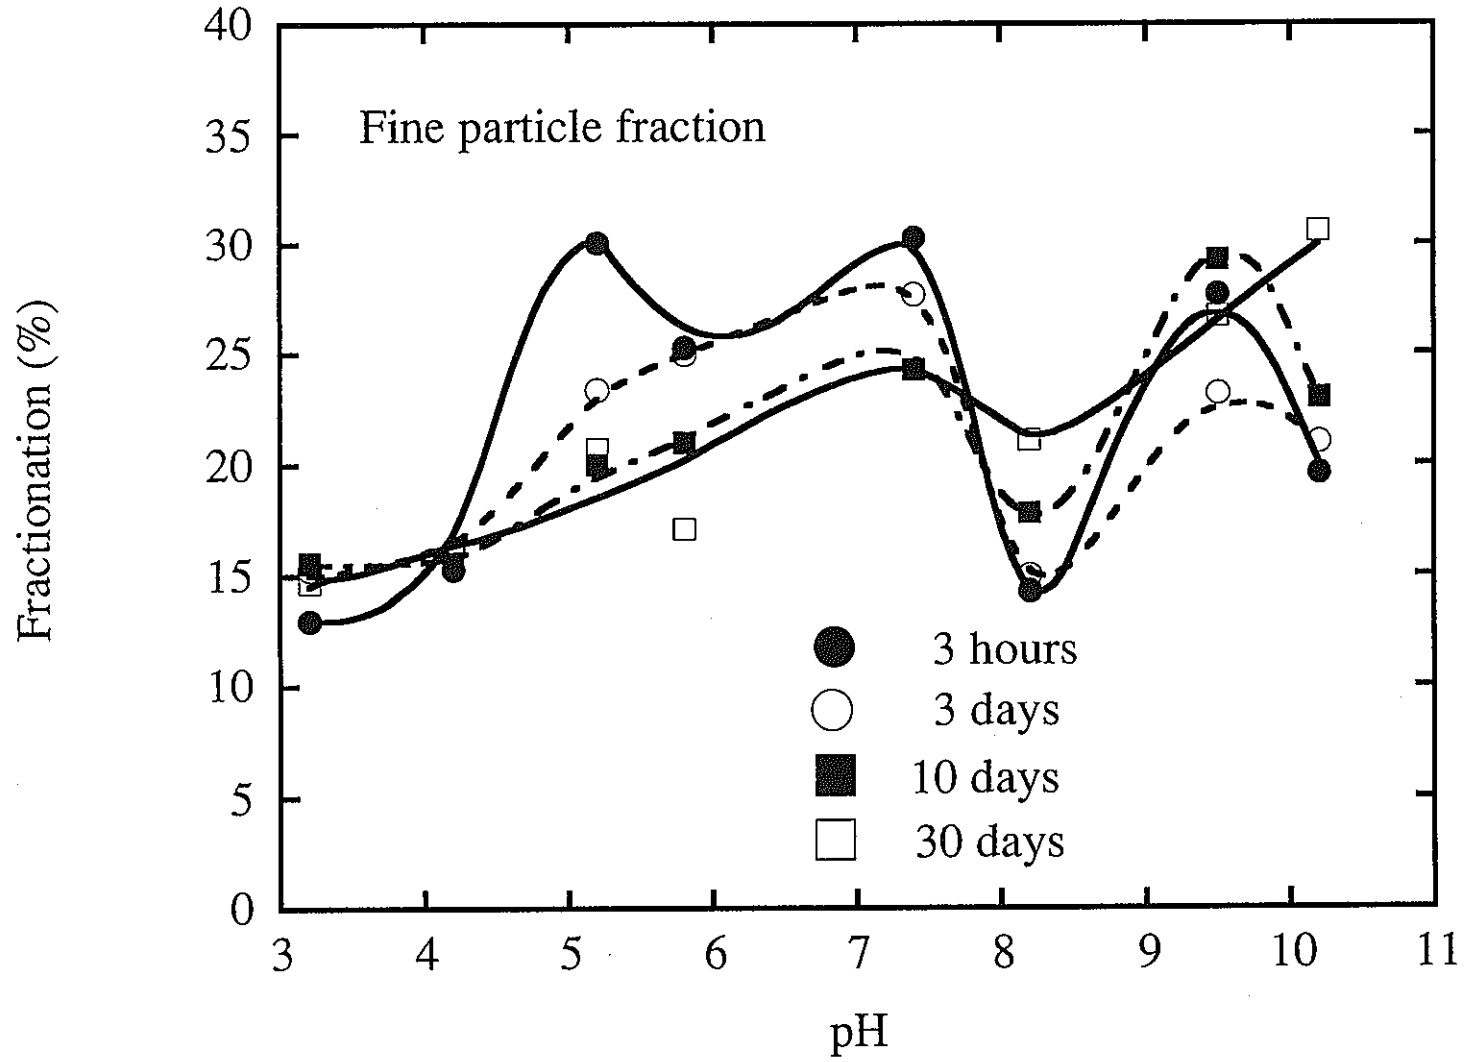 40
35
30
25
20
15
10
5
0
Fractionation (%)
Fine particle fraction
3 hours
3 days
10 days
30 days
3 4 5 6 7 8 9 10 11
pH